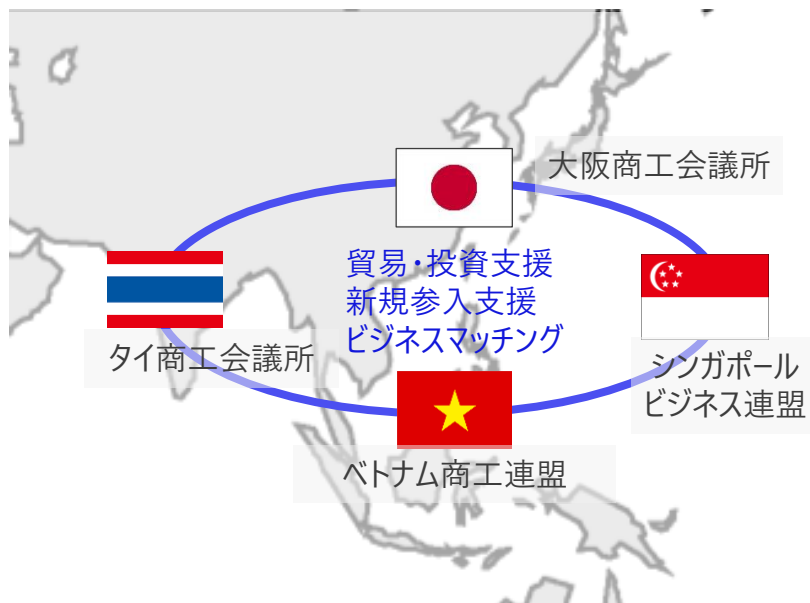 大阪商工会議所
貿易・投資支援
新規参入支援
ビジネスマッチング
タイ商工会議所
シンガポール
ビジネス連盟
ベトナム商工連盟